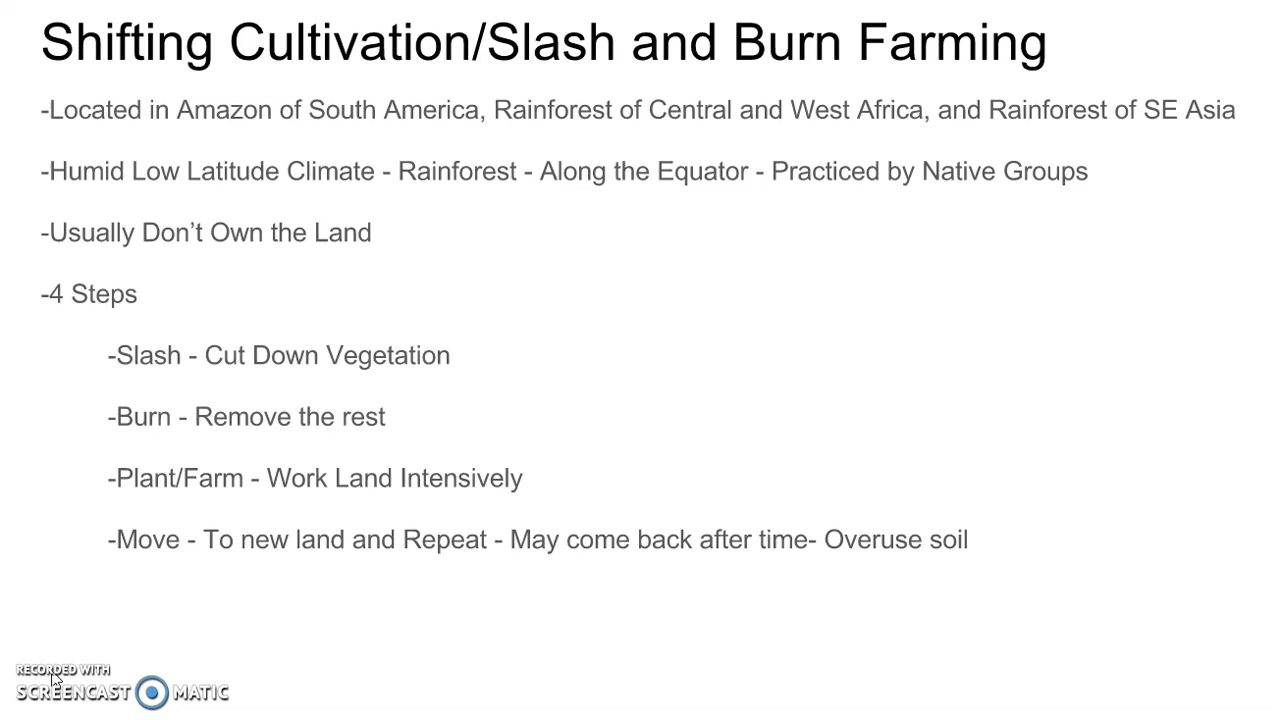 Shifting Cultivation/Slash and Burn Farming
-Located in Amazon of South America, Rainforest of Central and West Africa, and Rainforest of SE Asia
-Humid Low Latitude Climate - Rainforest - Along the Equator - Practiced by Native Groups
-Usually Don’t Own the Land
-4 Steps
-Slash - Cut Down Vegetation
-Burn - Remove the rest
-Plant/Farm - Work Land Intensively
-Move - To new land and Repeat - May come back after time- Overuse soil
RECORDED WITH
SCREENCAST MATIC